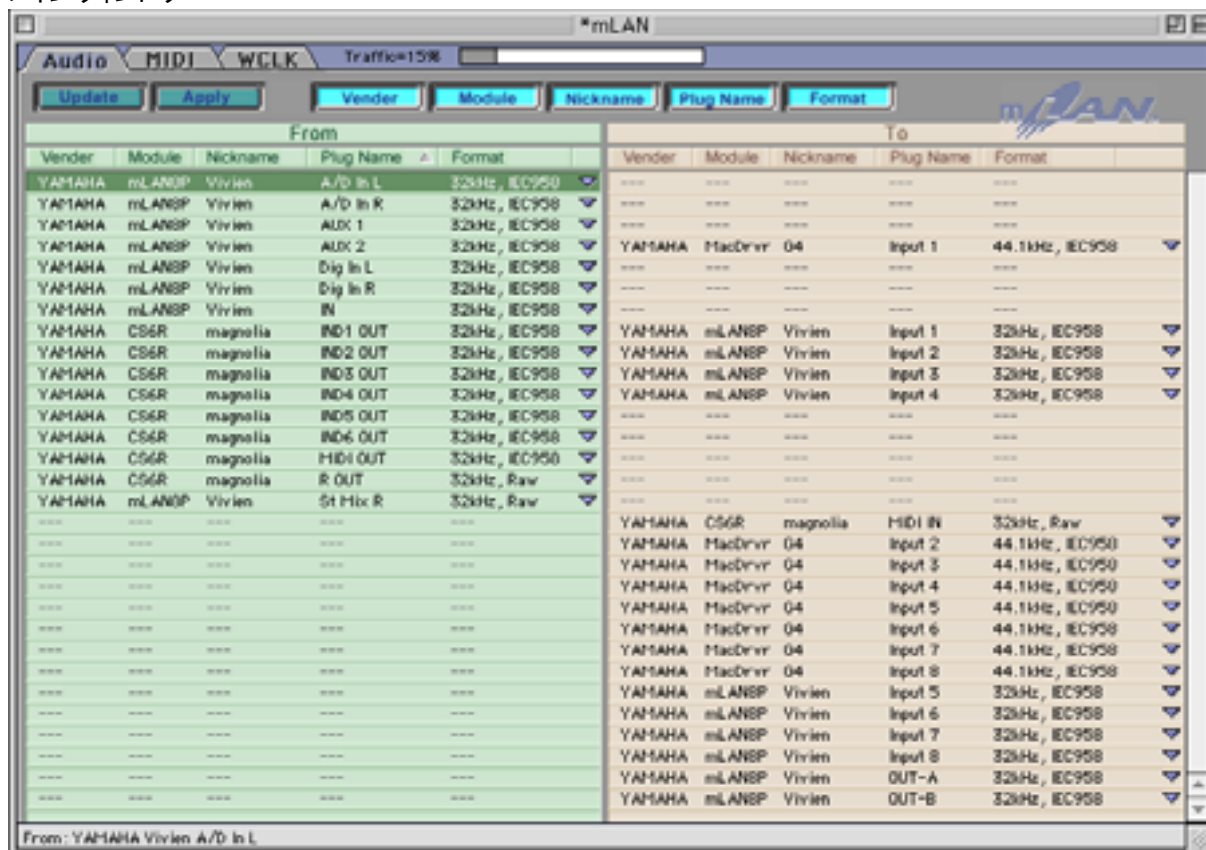 *mLAN
Audio MIDI WCLK Traffic=15%
Update Apply Vender Module Nickname Plug Name Format mLAN
From To
Vender Module Nickname Plug Name Format Vender Module Nickname Plug Name Format
YAMAHA mLAN8P Vivien A/D In L 32kHz, IEC958 --- --- --- --- ---
YAMAHA mLAN8P Vivien A/D In R 32kHz, IEC958 --- --- --- --- ---
YAMAHA mLAN8P Vivien AUX 1 32kHz, IEC958 --- --- --- --- ---
YAMAHA mLAN8P Vivien AUX 2 32kHz, IEC958 YAMAHA MacDrvr G4 Input 1 44.1kHz, IEC958
YAMAHA mLAN8P Vivien Dig In L 32kHz, IEC958 --- --- --- --- ---
YAMAHA mLAN8P Vivien Dig In R 32kHz, IEC958 --- --- --- --- ---
YAMAHA mLAN8P Vivien IN 32kHz, IEC958 --- --- --- --- ---
YAMAHA CS6R magnolia IND1 OUT 32kHz, IEC958 YAMAHA mLAN8P Vivien Input 1 32kHz, IEC958
YAMAHA CS6R magnolia IND2 OUT 32kHz, IEC958 YAMAHA mLAN8P Vivien Input 2 32kHz, IEC958
YAMAHA CS6R magnolia IND3 OUT 32kHz, IEC958 YAMAHA mLAN8P Vivien Input 3 32kHz, IEC958
YAMAHA CS6R magnolia IND4 OUT 32kHz, IEC958 YAMAHA mLAN8P Vivien Input 4 32kHz, IEC958
YAMAHA CS6R magnolia IND5 OUT 32kHz, IEC958 --- --- --- --- ---
YAMAHA CS6R magnolia IND6 OUT 32kHz, IEC958 --- --- --- --- ---
YAMAHA CS6R magnolia MIDI OUT 32kHz, IEC958 --- --- --- --- ---
YAMAHA CS6R magnolia R OUT 32kHz, Raw --- --- --- --- ---
YAMAHA mLAN8P Vivien St Mix R 32kHz, Raw --- --- --- --- ---
--- --- --- --- --- YAMAHA CS6R magnolia MIDI IN 32kHz, Raw
--- --- --- --- --- YAMAHA MacDrvr G4 Input 2 44.1kHz, IEC958
--- --- --- --- --- YAMAHA MacDrvr G4 Input 3 44.1kHz, IEC958
--- --- --- --- --- YAMAHA MacDrvr G4 Input 4 44.1kHz, IEC958
--- --- --- --- --- YAMAHA MacDrvr G4 Input 5 44.1kHz, IEC958
--- --- --- --- --- YAMAHA MacDrvr G4 Input 6 44.1kHz, IEC958
--- --- --- --- --- YAMAHA MacDrvr G4 Input 7 44.1kHz, IEC958
--- --- --- --- --- YAMAHA MacDrvr G4 Input 8 44.1kHz, IEC958
--- --- --- --- --- YAMAHA mLAN8P Vivien Input 5 32kHz, IEC958
--- --- --- --- --- YAMAHA mLAN8P Vivien Input 6 32kHz, IEC958
--- --- --- --- --- YAMAHA mLAN8P Vivien Input 7 32kHz, IEC958
--- --- --- --- --- YAMAHA mLAN8P Vivien Input 8 32kHz, IEC958
--- --- --- --- --- YAMAHA mLAN8P Vivien OUT-A 32kHz, IEC958
--- --- --- --- --- YAMAHA mLAN8P Vivien OUT-B 32kHz, IEC958
From: YAMAHA Vivien A/D In L